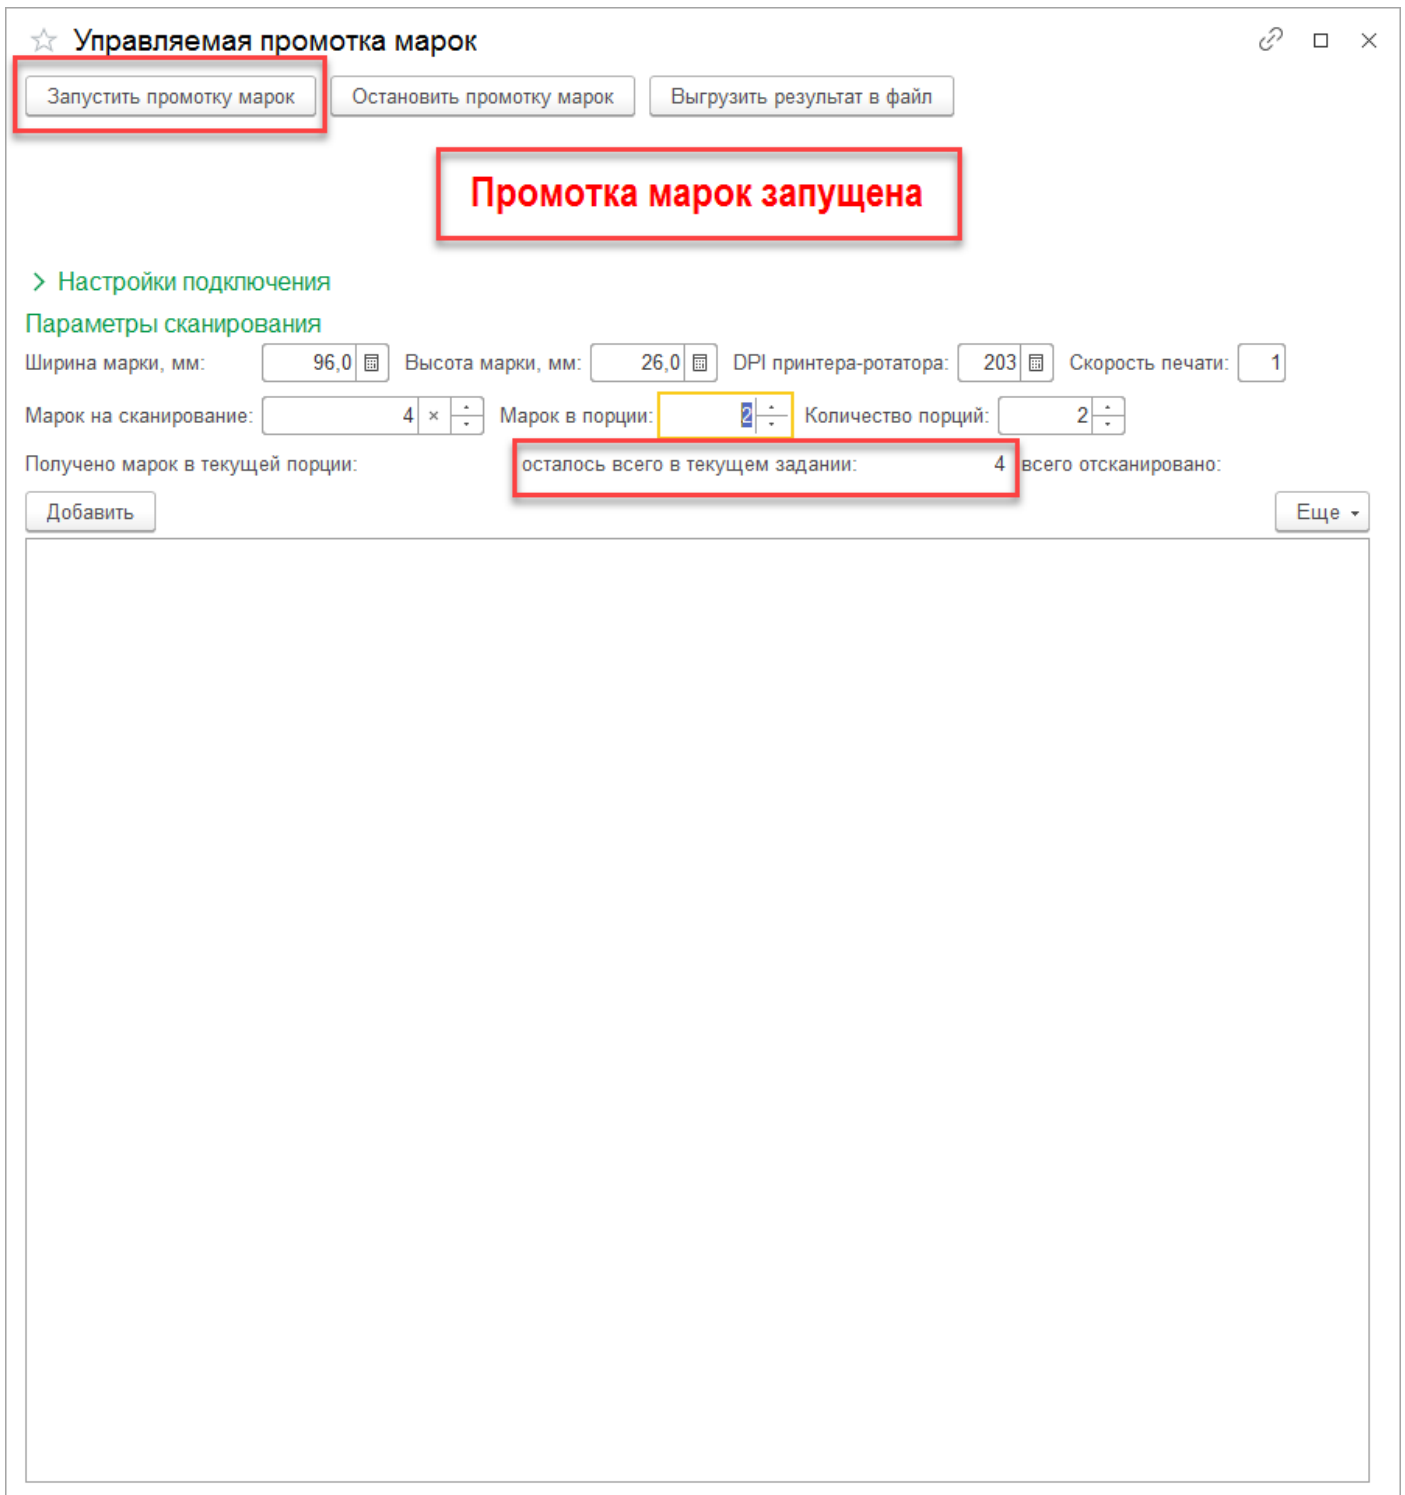 Управляемая промотка марок
Запустить промотку марок Остановить промотку марок Выгрузить результат в файл
Промотка марок запущена
Настройки подключения
Параметры сканирования
Ширина марки, мм: 96,0 Высота марки, мм: 26,0 DPI принтера-ротатора: 203 Скорость печати: 1
Марок на сканирование: 4 Марок в порции: 2 Количество порций: 2
Получено марок в текущей порции: осталось всего в текущем задании: 4 всего отсканировано:
Добавить Еще